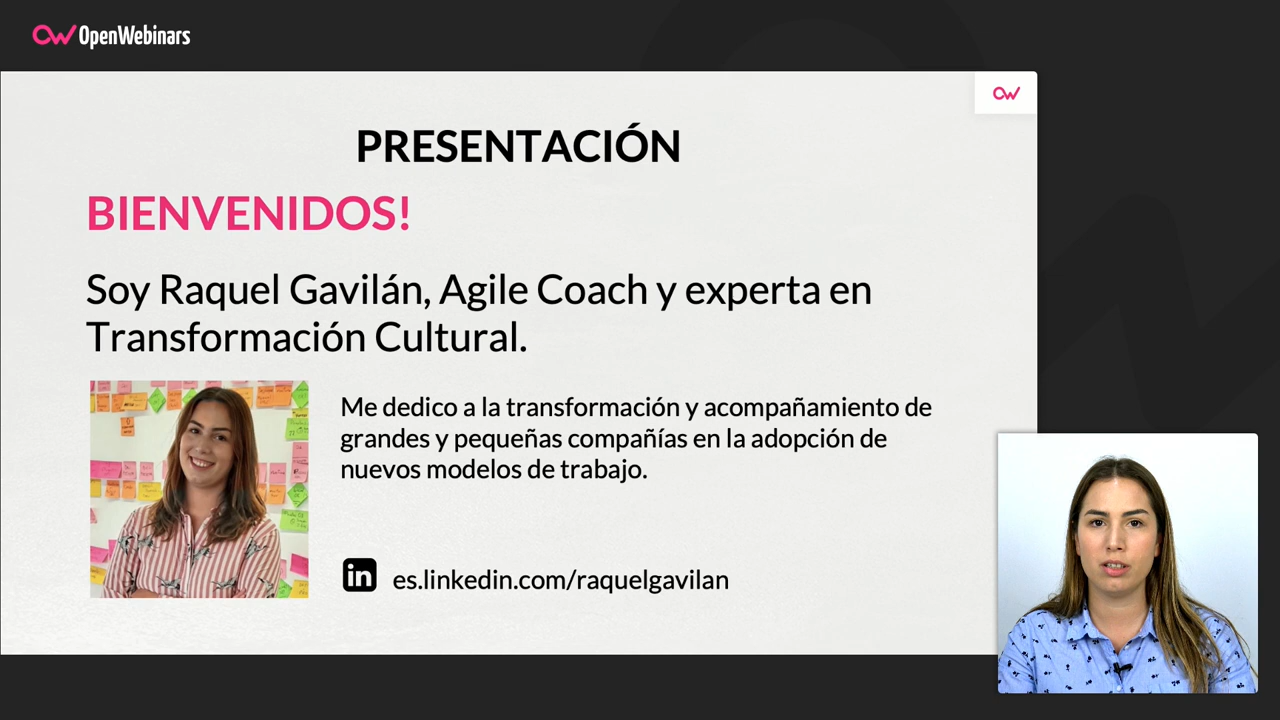 OpenWebinars
PRESENTACIÓN
BIENVENIDOS!
Soy Raquel Gavilán, Agile Coach y experta en
Transformación Cultural.
Me dedico a la transformación y acompañamiento de
grandes y pequeñas compañías en la adopción de
nuevos modelos de trabajo.
in
es.linkedin.com/raquelgavilan